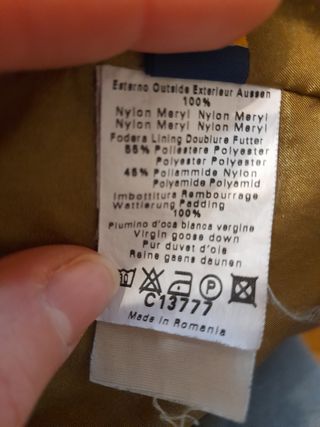 Esterno Outside Exterieur Aussen
100%
Nylon Meryl Nylon Meryl
Nylon Meryl Nylon Meryl
Fodera Lining Doublure Futter
55% Poliestere Polyester
Polyester Polyester
45% Poliammide Nylon
Polyamide Polyamid
Imbottitura Rembourrage
Wattierung Padding
100%
Piumino d'oca bianca vergine
Virgin goose down
Pur duvet d'oie
Reine gaens daunen
P
C13777
Made in Romania